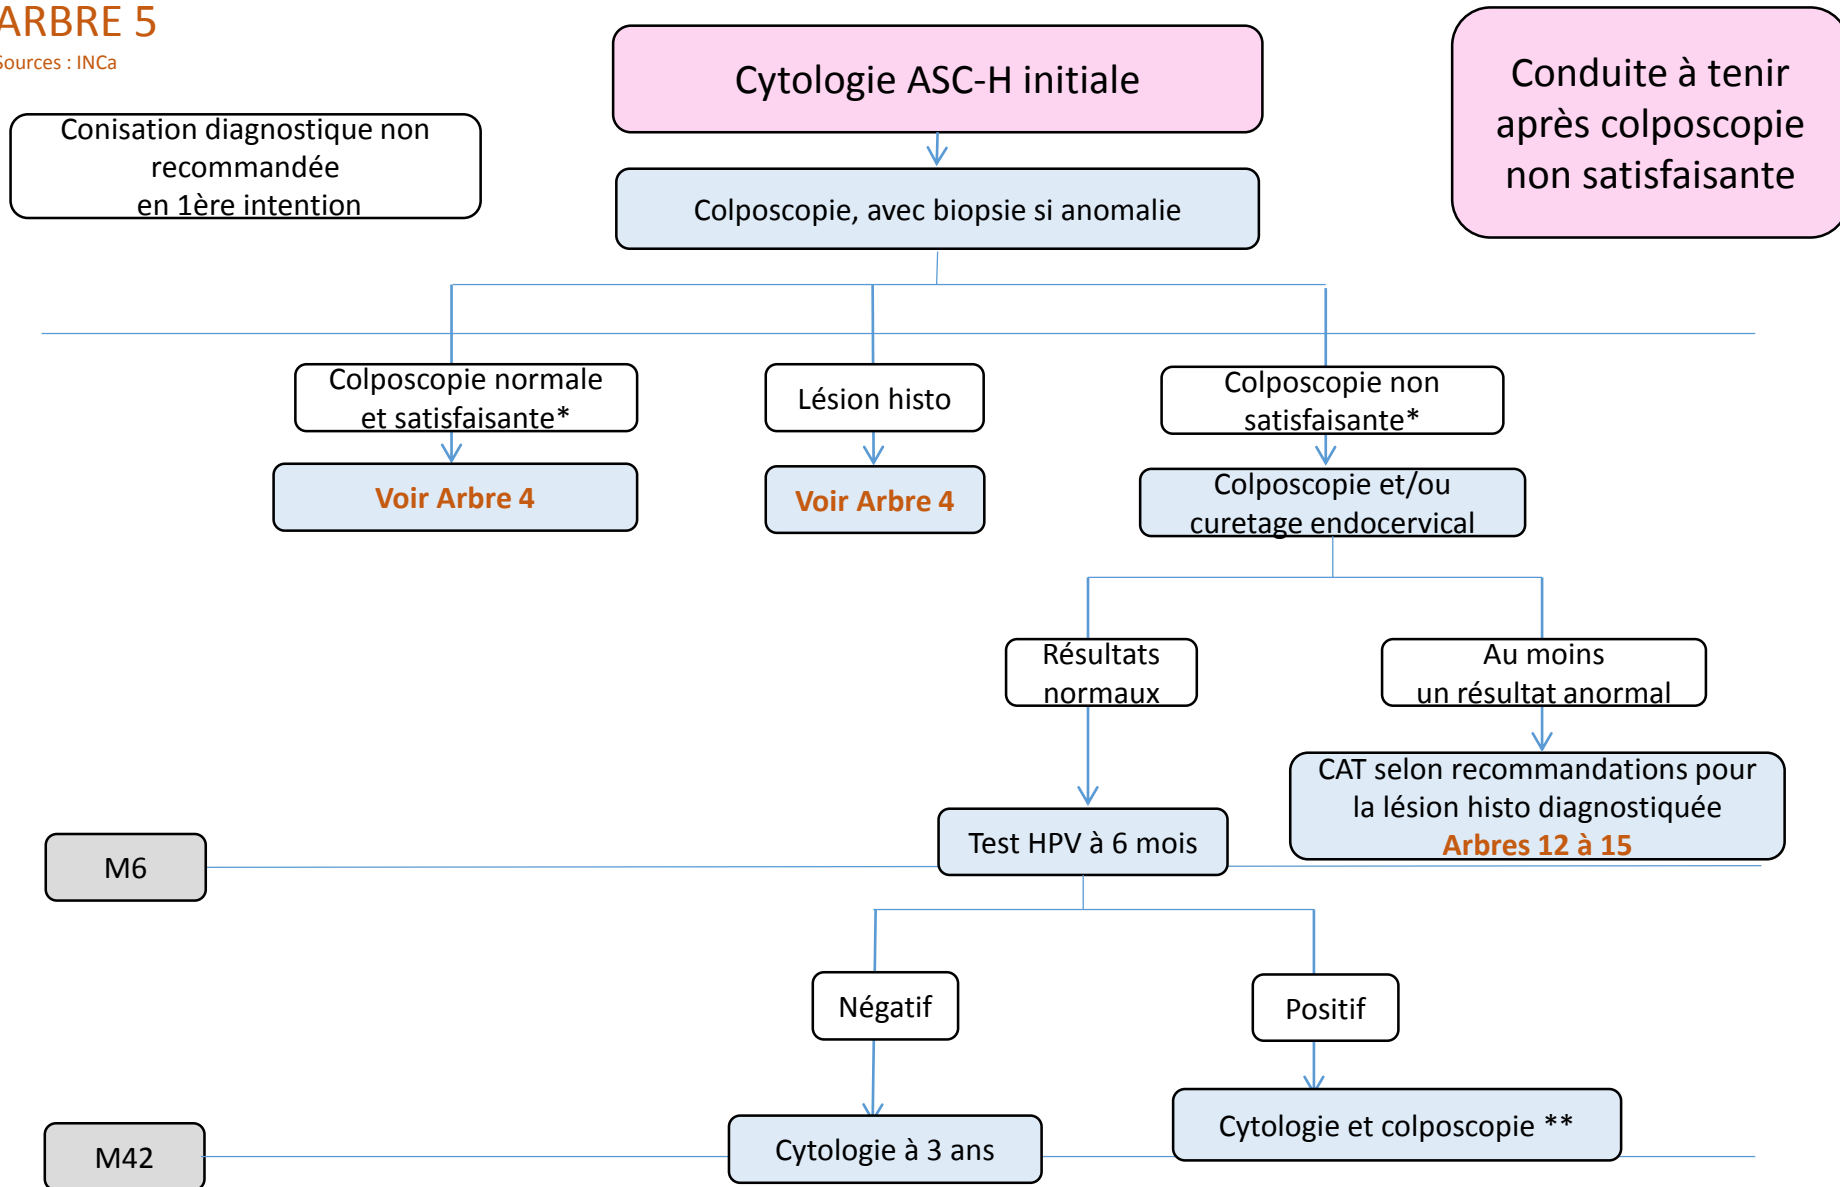 ARBRE 5
Sources : INCa
Cytologie ASC-H initiale
Conduite à tenir
après colposcopie
non satisfaisante
Conisation diagnostique non
recommandée
en 1ère intention
Colposcopie, avec biopsie si anomalie
Colposcopie normale
et satisfaisante*
Lésion histo
Colposcopie non
satisfaisante*
Voir Arbre 4
Voir Arbre 4
Colposcopie et/ou
curetage endocervical
Résultats
normaux
Au moins
un résultat anormal
CAT selon recommandations pour
la lésion histo diagnostiquée
Arbres 12 à 15
M6
Test HPV à 6 mois
Négatif
Positif
M42
Cytologie à 3 ans
Cytologie et colposcopie **